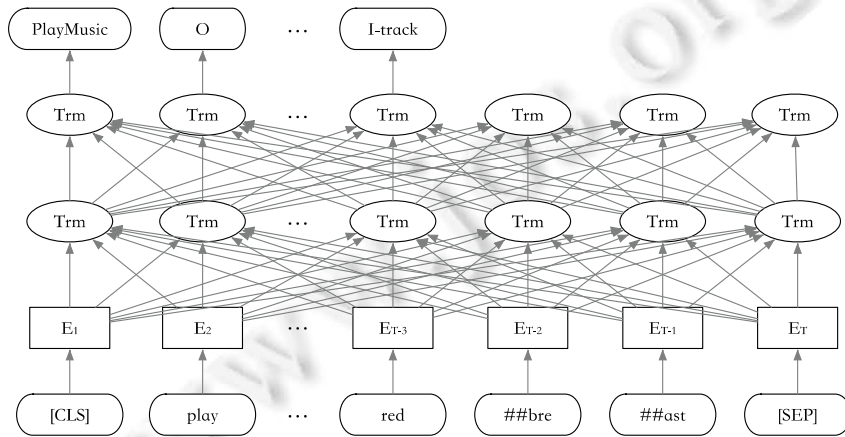 PlayMusic O ... I-track
Trm Trm ... Trm Trm Trm Trm
Trm Trm ... Trm Trm Trm Trm
E1 E2 ... ET-3 ET-2 ET-1 ET
[CLS] play ... red ##bre ##ast [SEP]